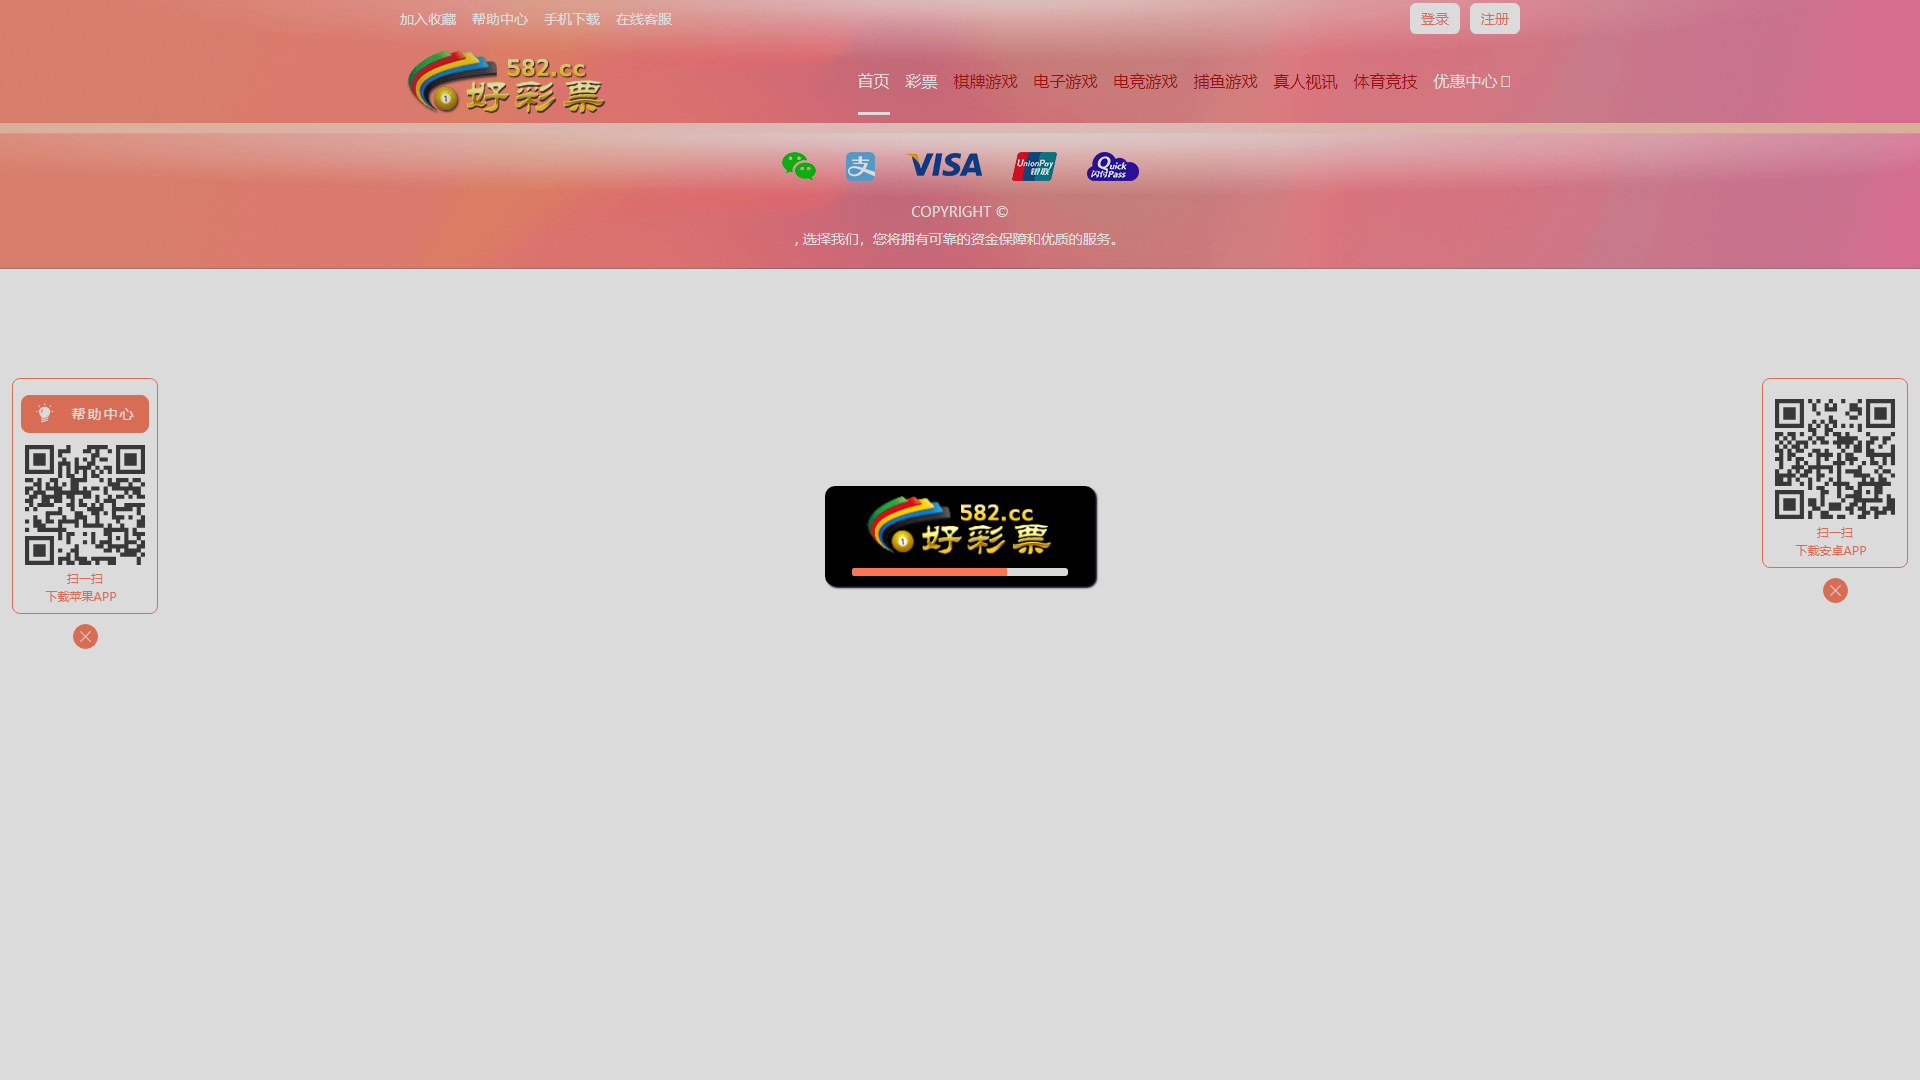 加入收藏 帮助中心 手机下载 在线客服 登录 注册
582.cc
好彩票
首页 彩票 棋牌游戏 电子游戏 电竞游戏 捕鱼游戏 真人视讯 体育竞技 优惠中心
支 VISA UnionPay 银联 Quick Pass 闪付
COPYRIGHT ©
, 选择我们，您将拥有可靠的资金保障和优质的服务。
帮助中心
扫一扫
下载苹果APP
582.cc
好彩票
扫一扫
下载安卓APP